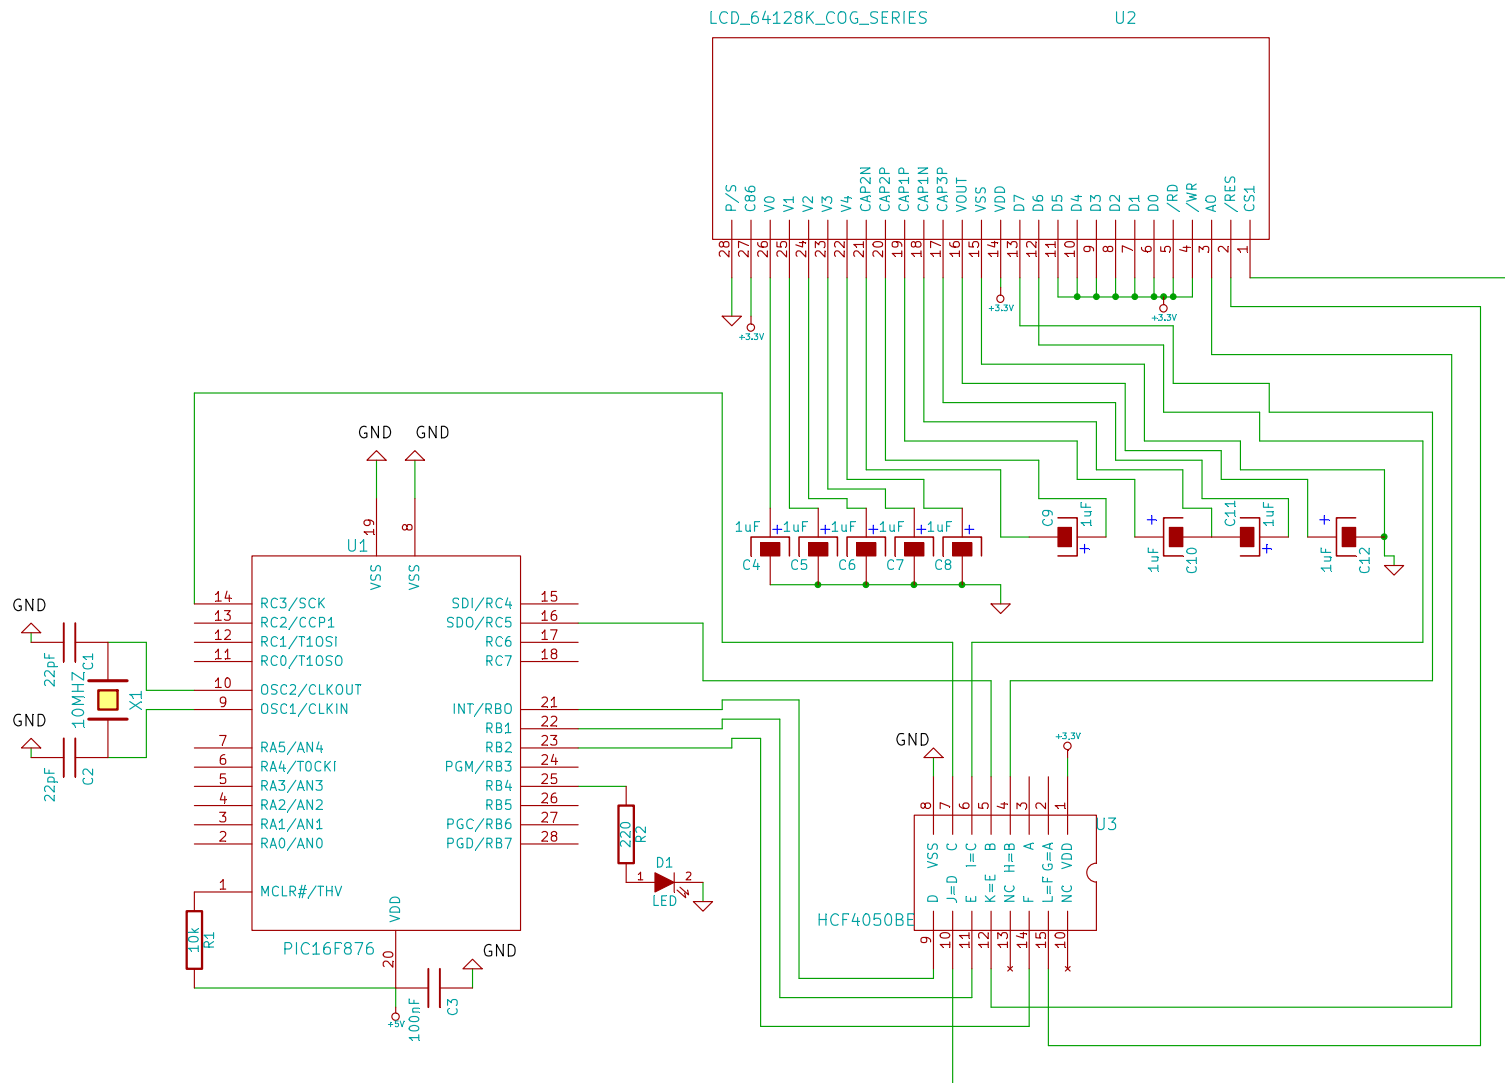 LCD_64128K_COG_SERIES
U2
P/S
C86
V0
V1
V2
V3
V4
CAP2N
CAP2P
CAP1P
CAP1N
CAP3P
VOUT
VSS
VDD
D7
D6
D5
D4
D3
D2
D1
D0
/RD
/WR
A0
/RES
CS1
28
27
26
25
24
23
22
21
20
19
18
17
16
15
14
13
12
11
10
9
8
7
6
5
4
3
2
1
+3.3V
+3.3V
+3.3V
GND
GND
19
8
U1
VSS
VSS
1uF
1uF
1uF
1uF
1uF
+
+
+
+
+
C4
C5
C6
C7
C8
C9
1uF
+
+
1uF
C10
C11
1uF
+
+
1uF
C12
14 RC3/SCK
13 RC2/CCP1
12 RC1/T1OSI
11 RC0/T1OSO
10 OSC2/CLKOUT
9 OSC1/CLKIN
7 RA5/AN4
6 RA4/T0CKI
5 RA3/AN3
4 RA2/AN2
3 RA1/AN1
2 RA0/AN0
1 MCLR#/THV
SDI/RC4 15
SDO/RC5 16
RC6 17
RC7 18
INT/RB0 21
RB1 22
RB2 23
PGM/RB3 24
RB4 25
RB5 26
PGC/RB6 27
PGD/RB7 28
VDD
20
PIC16F876
GND
22pF
C1
10MHZ
X1
GND
22pF
C2
10k
R1
+5V
100nF
C3
GND
220
R2
D1
1
2
LED
GND
+3.3V
8
7
6
5
4
3
2
1
U3
VSS
C
I=C
B
H=B
A
G=A
VDD
D
J=D
E
K=E
NC
F
L=F
NC
HCF4050BE
9
10
11
12
13
14
15
10